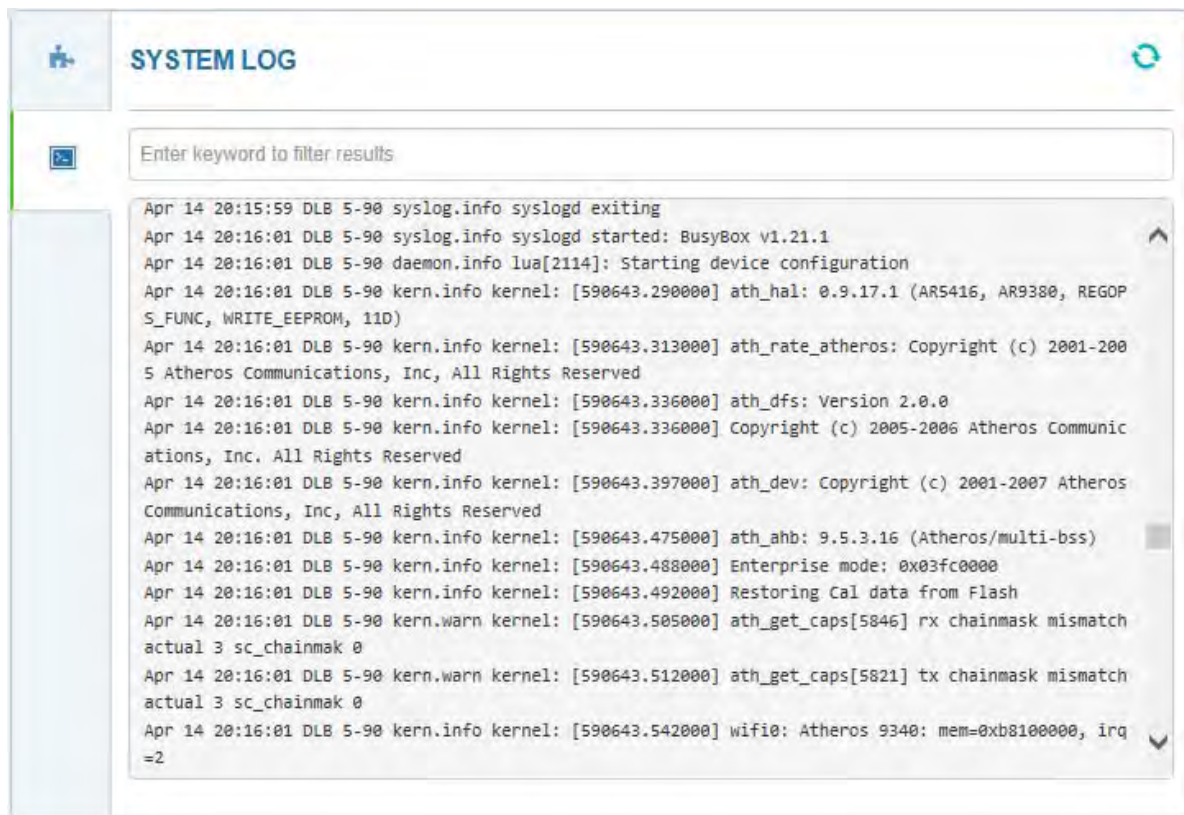 SYSTEM LOG
Enter keyword to filter results
Apr 14 20:15:59 DLB 5-90 syslog.info syslogd exiting
Apr 14 20:16:01 DLB 5-90 syslog.info syslogd started: BusyBox v1.21.1
Apr 14 20:16:01 DLB 5-90 daemon.info lua[2114]: Starting device configuration
Apr 14 20:16:01 DLB 5-90 kern.info kernel: [590643.290000] ath_hal: 0.9.17.1 (AR5416, AR9380, REGOP
S_FUNC, WRITE_EEPROM, 11D)
Apr 14 20:16:01 DLB 5-90 kern.info kernel: [590643.313000] ath_rate_atheros: Copyright (c) 2001-200
5 Atheros Communications, Inc, All Rights Reserved
Apr 14 20:16:01 DLB 5-90 kern.info kernel: [590643.336000] ath_dfs: Version 2.0.0
Apr 14 20:16:01 DLB 5-90 kern.info kernel: [590643.336000] Copyright (c) 2005-2006 Atheros Communic
ations, Inc. All Rights Reserved
Apr 14 20:16:01 DLB 5-90 kern.info kernel: [590643.397000] ath_dev: Copyright (c) 2001-2007 Atheros
Communications, Inc, All Rights Reserved
Apr 14 20:16:01 DLB 5-90 kern.info kernel: [590643.475000] ath_ahb: 9.5.3.16 (Atheros/multi-bss)
Apr 14 20:16:01 DLB 5-90 kern.info kernel: [590643.488000] Enterprise mode: 0x03fc0000
Apr 14 20:16:01 DLB 5-90 kern.info kernel: [590643.492000] Restoring Cal data from Flash
Apr 14 20:16:01 DLB 5-90 kern.warn kernel: [590643.505000] ath_get_caps[5846] rx chainmask mismatch
actual 3 sc_chainmak 0
Apr 14 20:16:01 DLB 5-90 kern.warn kernel: [590643.512000] ath_get_caps[5821] tx chainmask mismatch
actual 3 sc_chainmak 0
Apr 14 20:16:01 DLB 5-90 kern.info kernel: [590643.542000] wifi0: Atheros 9340: mem=0xb8100000, irq
=2